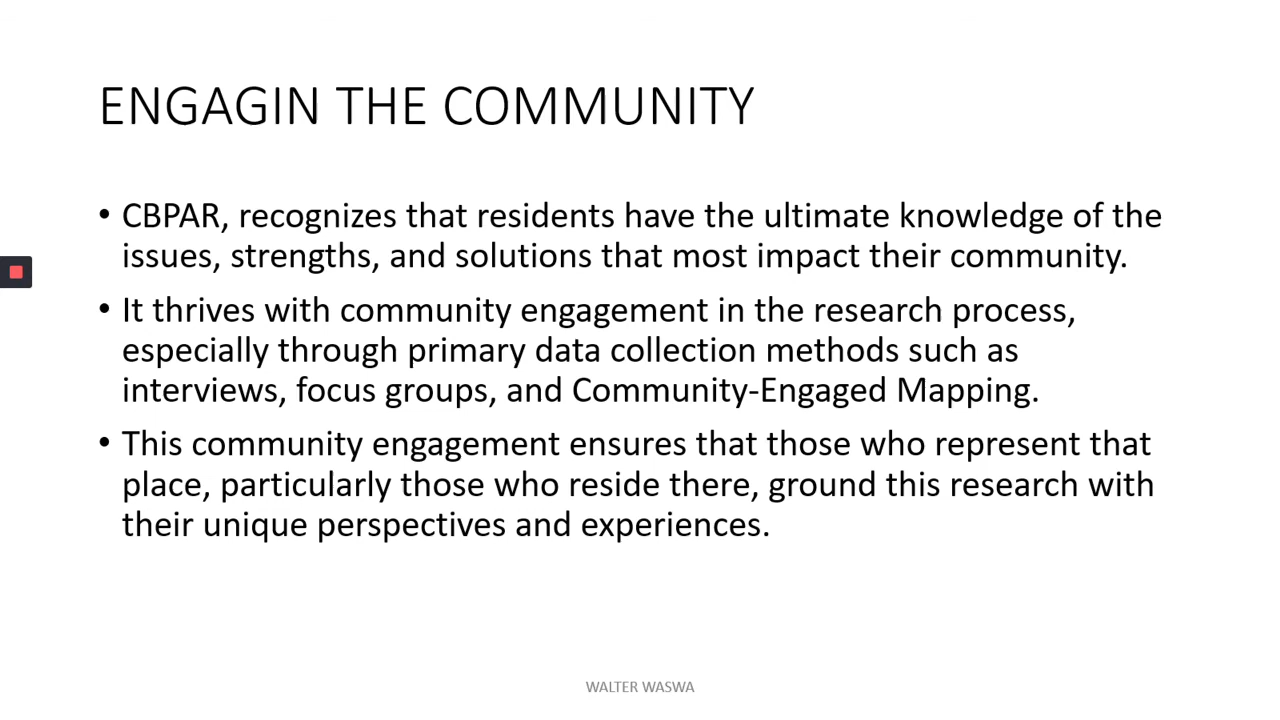 ENGAGIN THE COMMUNITY
• CBPAR, recognizes that residents have the ultimate knowledge of the
issues, strengths, and solutions that most impact their community.
• It thrives with community engagement in the research process,
especially through primary data collection methods such as
interviews, focus groups, and Community-Engaged Mapping.
• This community engagement ensures that those who represent that
place, particularly those who reside there, ground this research with
their unique perspectives and experiences.
WALTER WASWA